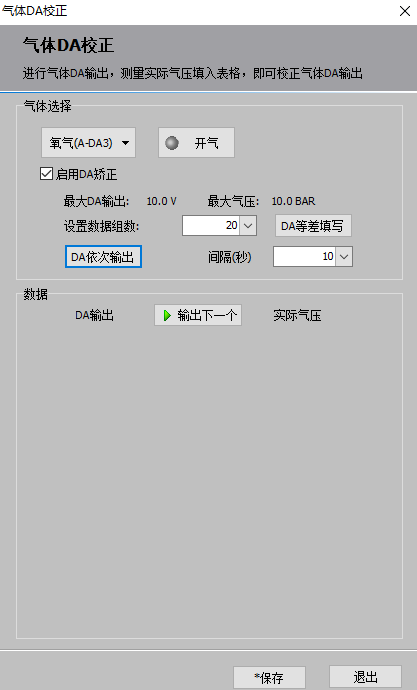 气体DA校正
气体DA校正
进行气体DA输出，测量实际气压填入表格，即可校正气体DA输出
气体选择
氧气(A-DA3) 开气
启用DA矫正
最大DA输出: 10.0 V 最大气压: 10.0 BAR
设置数据组数: 20 DA等差填写
DA依次输出 间隔(秒) 10
数据
DA输出 输出下一个 实际气压
*保存 退出